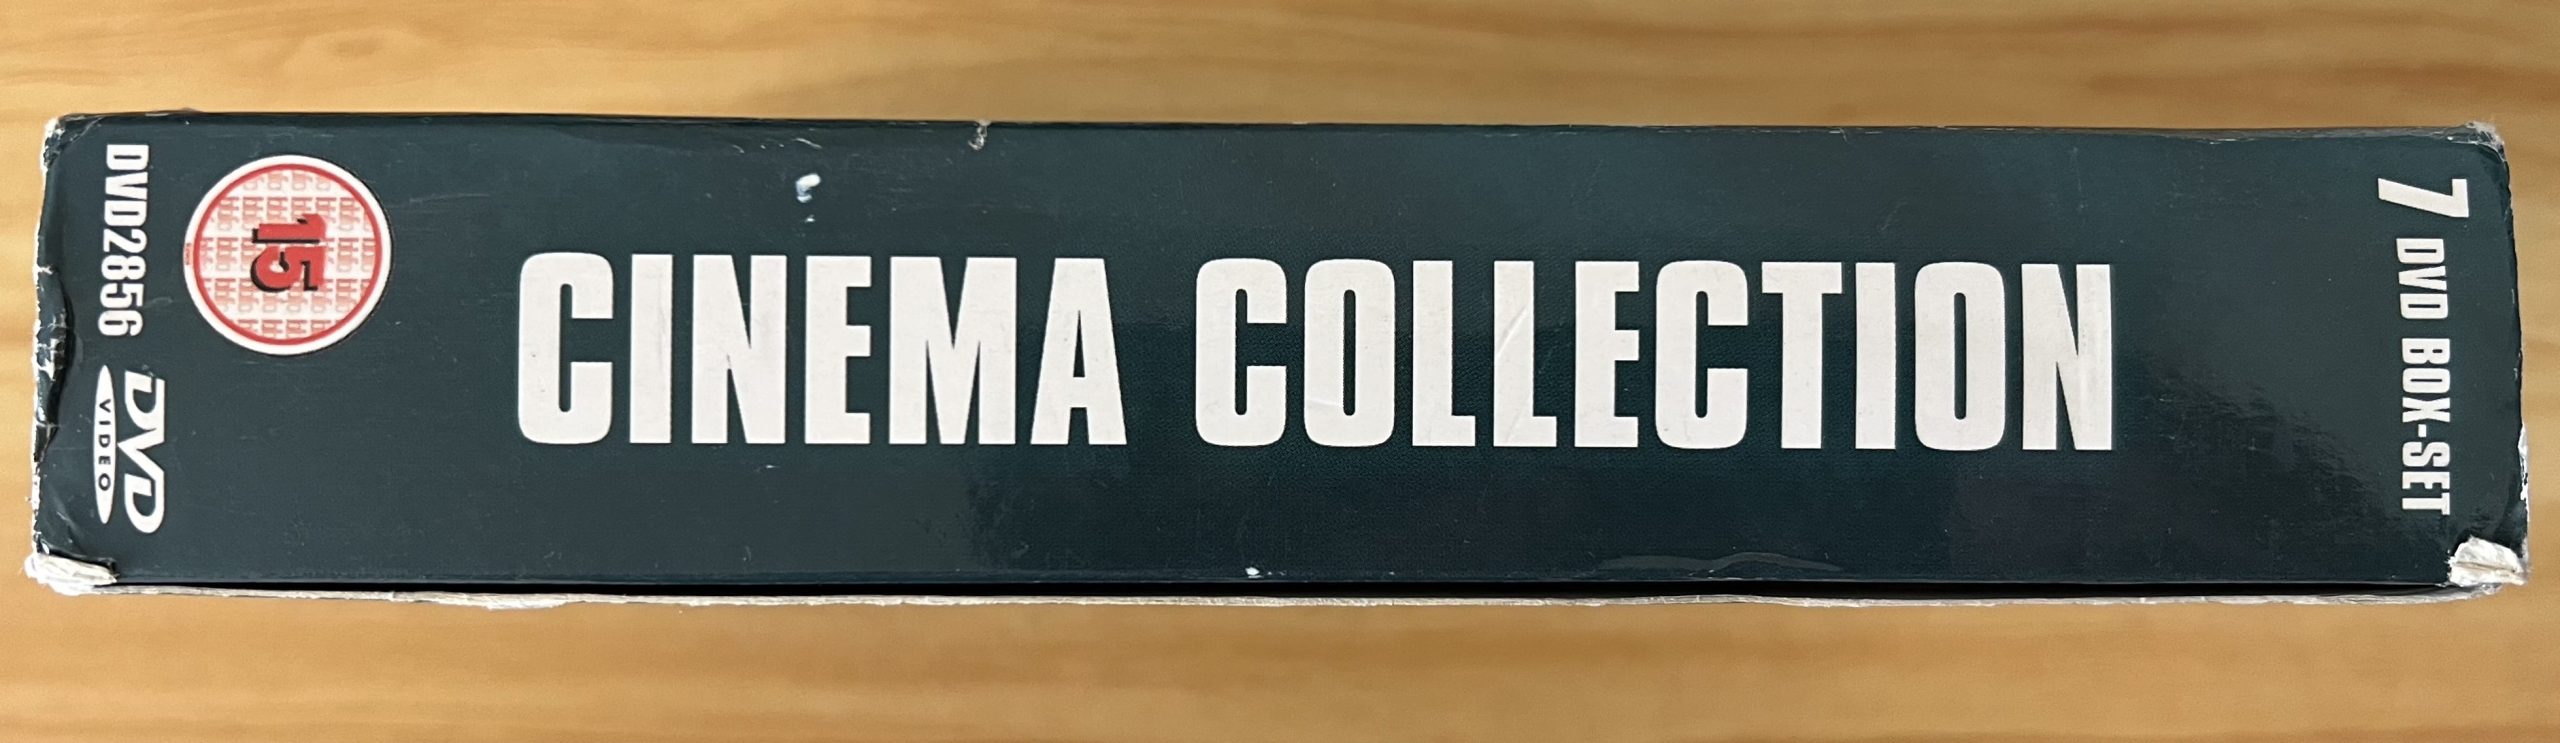 DVD2856
DVD
VIDEO
15
CINEMA COLLECTION
7 DVD BOX-SET